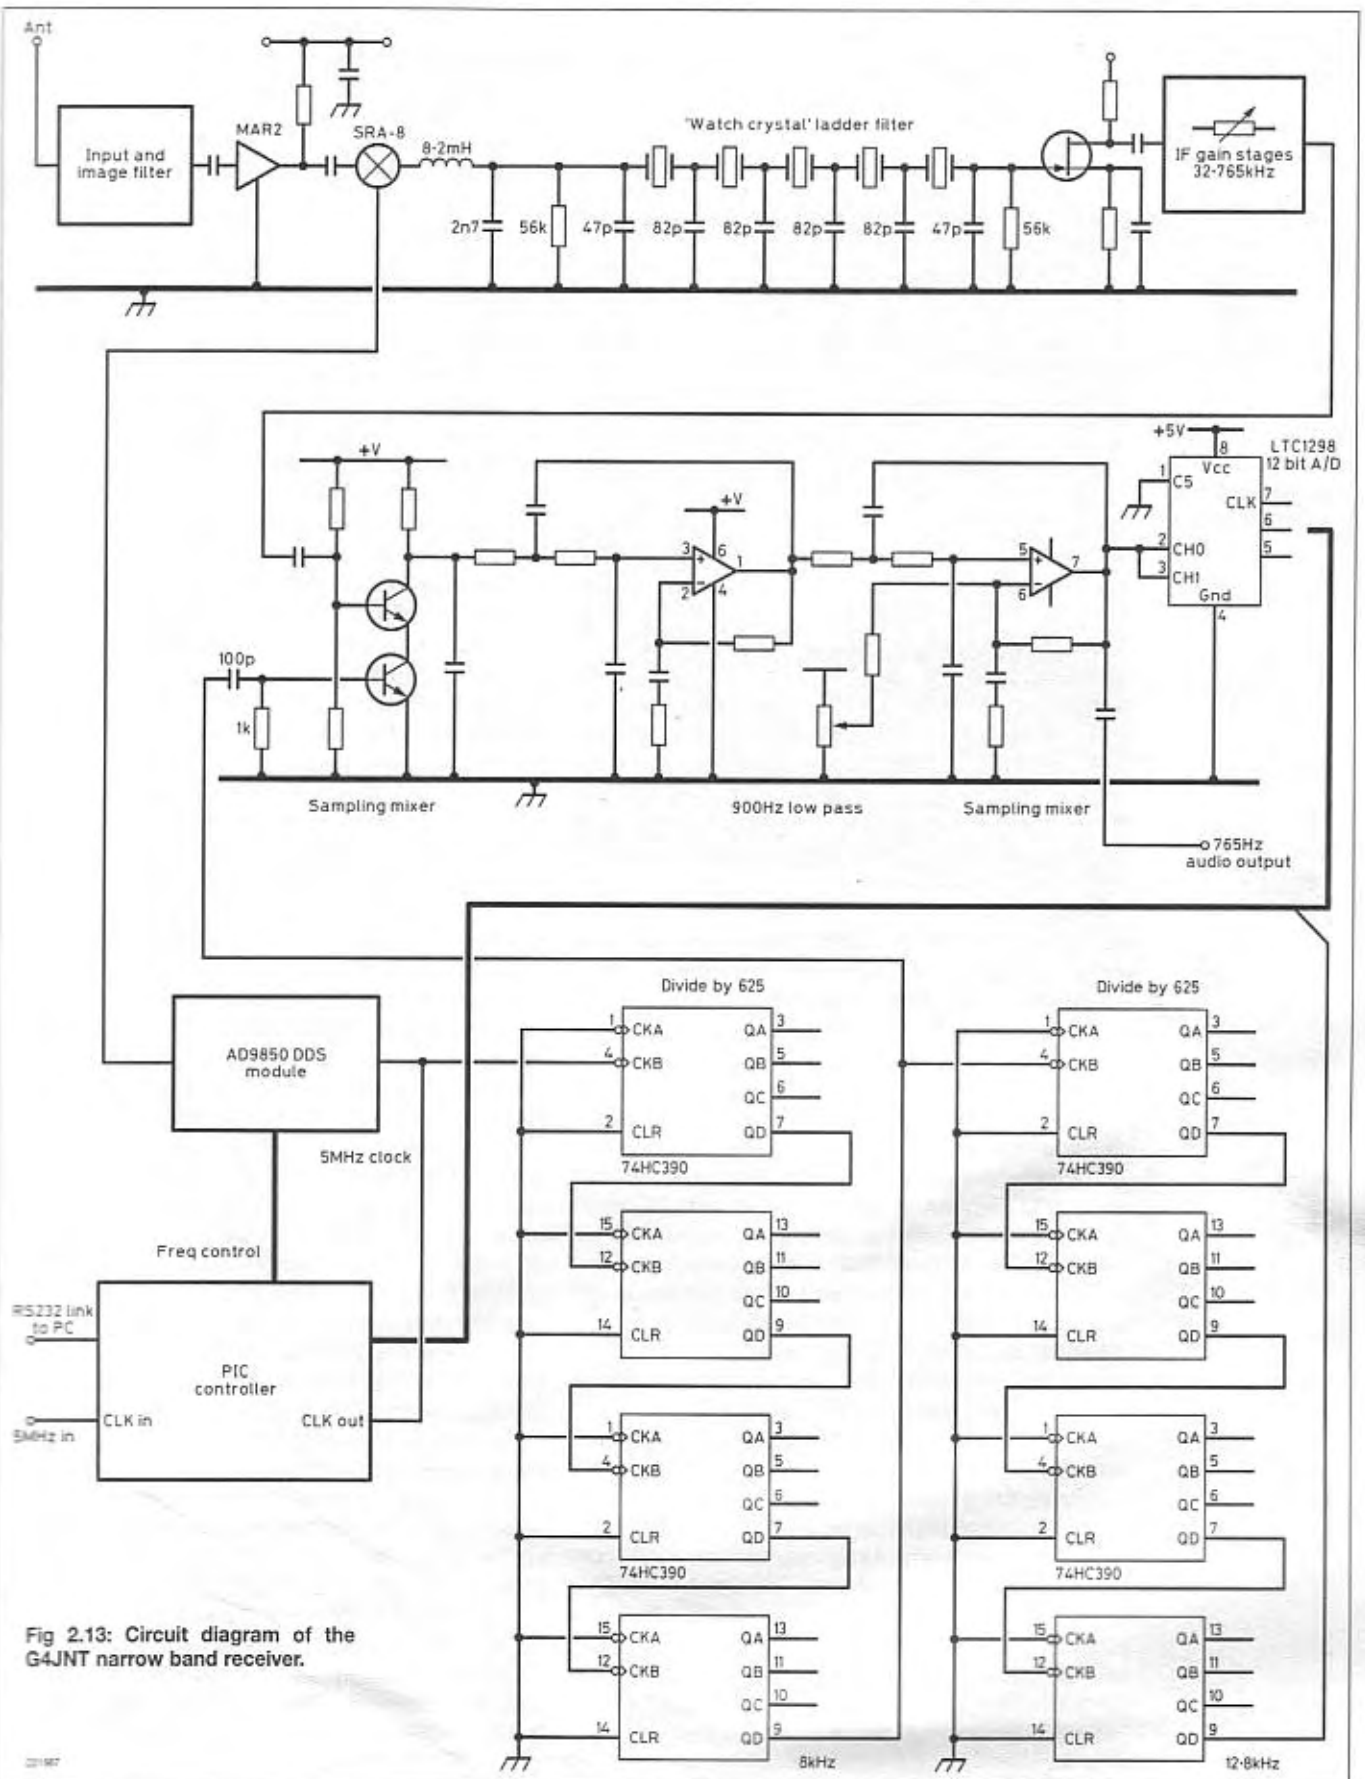 Ant
Input and
image filter
MAR2
SRA-8
8·2mH
2n7
56k
47p
82p
82p
82p
82p
47p
56k
'Watch crystal' ladder filter
IF gain stages
32·765kHz
+V
100p
1k
Sampling mixer
3
+
2
–
6
+V
4
1
900Hz low pass
5
+
6
–
7
Sampling mixer
+5V
8
Vcc
LTC1298
12 bit A/D
1
CS
CLK
7
6
5
2
CH0
3
CH1
Gnd
4
765Hz
audio output
AD9850 DDS
module
5MHz clock
Freq control
RS232 link
to PC
PIC
controller
CLK in
CLK out
5MHz in
Divide by 625
1
CKA
QA
3
4
CKB
QB
5
QC
6
2
CLR
QD
7
74HC390
15
CKA
QA
13
12
CKB
QB
11
QC
10
14
CLR
QD
9
1
CKA
QA
3
4
CKB
QB
5
QC
6
2
CLR
QD
7
74HC390
15
CKA
QA
13
12
CKB
QB
11
QC
10
14
CLR
QD
9
8kHz
Divide by 625
1
CKA
QA
3
4
CKB
QB
5
QC
6
2
CLR
QD
7
74HC390
15
CKA
QA
13
12
CKB
QB
11
QC
10
14
CLR
QD
9
1
CKA
QA
3
4
CKB
QB
5
QC
6
2
CLR
QD
7
74HC390
15
CKA
QA
13
12
CKB
QB
11
QC
10
14
CLR
QD
9
12·8kHz
Fig 2.13: Circuit diagram of the
G4JNT narrow band receiver.